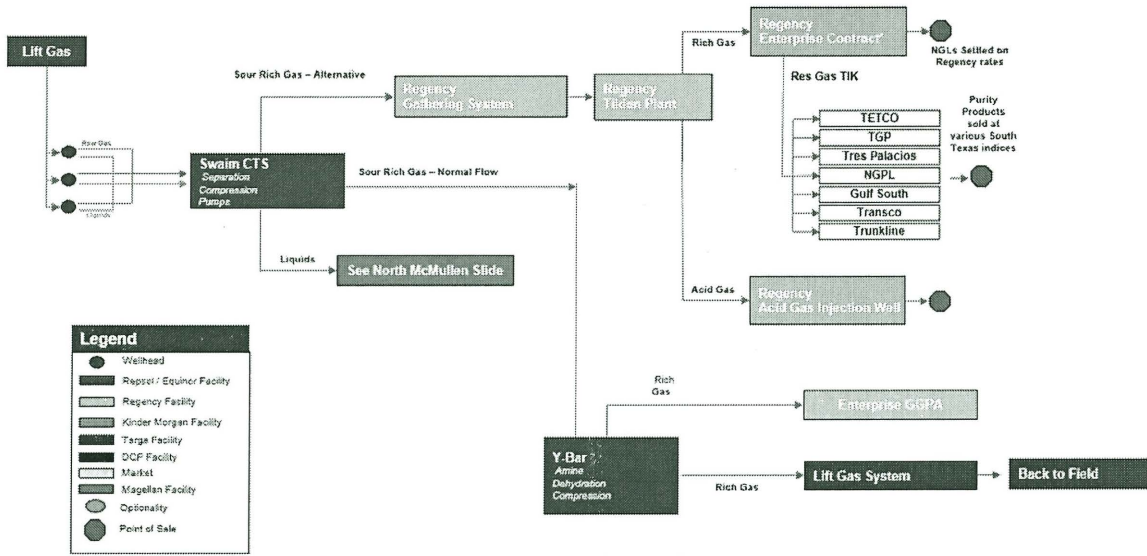 Lift Gas
Raw Gas
Liquids
Swaim CTS
Separation
Compression
Pumps
Sour Rich Gas – Alternative
Sour Rich Gas – Normal Flow
Liquids
See North McMullen Slide
Regency
Gathering System
Regency
Tilden Plant
Rich Gas
Regency
Enterprise Contract*
NGLs Settled on
Regency rates
Res Gas TIK
TETCO
TGP
Tres Palacios
NGPL
Gulf South
Transco
Trunkline
Purity
Products
sold at
various South
Texas indices
Acid Gas
Regency
Acid Gas Injection Well
Rich
Gas
Enterprise GGPA
Y-Bar
Amine
Dehydration
Compression
Rich Gas
Lift Gas System
Back to Field
Legend
Wellhead
Repsol / Equinor Facility
Regency Facility
Kinder Morgan Facility
Targa Facility
DCP Facility
Market
Magellan Facility
Optionality
Point of Sale